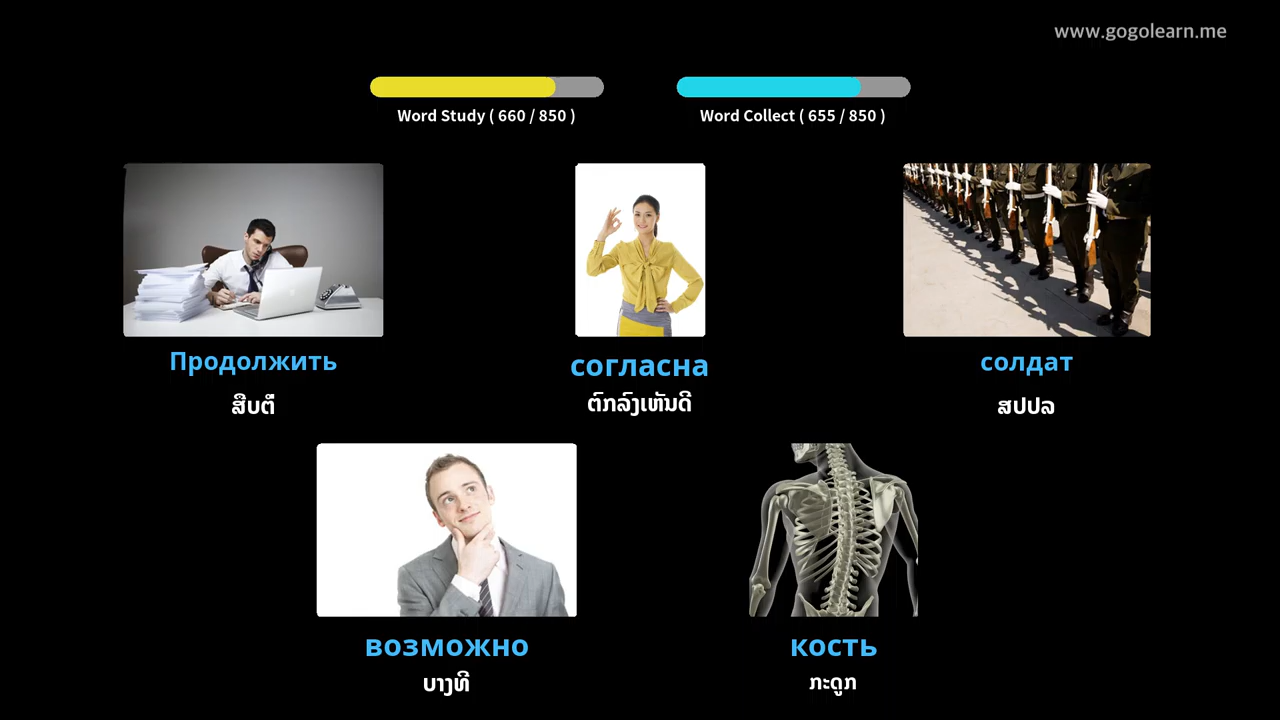 www.gogolearn.me
Word Study ( 660 / 850 )
Word Collect ( 655 / 850 )
Продолжить
ສືບຕໍ່
согласна
ຕົກລົງເຫັນດີ
солдат
ສປປລ
возможно
ບາງທີ
кость
ກະດູກ